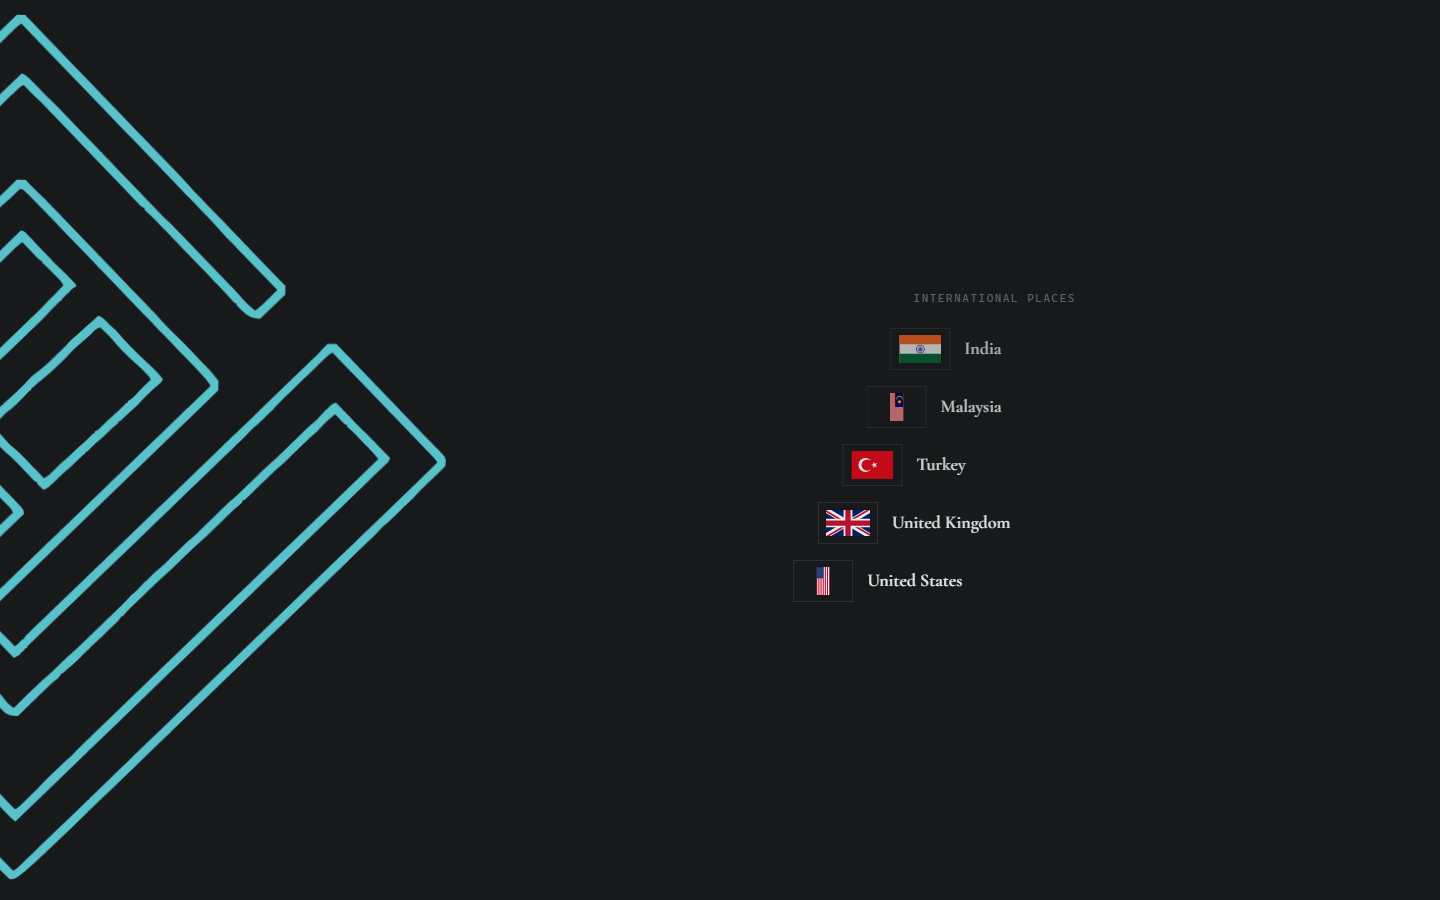 INTERNATIONAL PLACES
India
Malaysia
Turkey
United Kingdom
United States